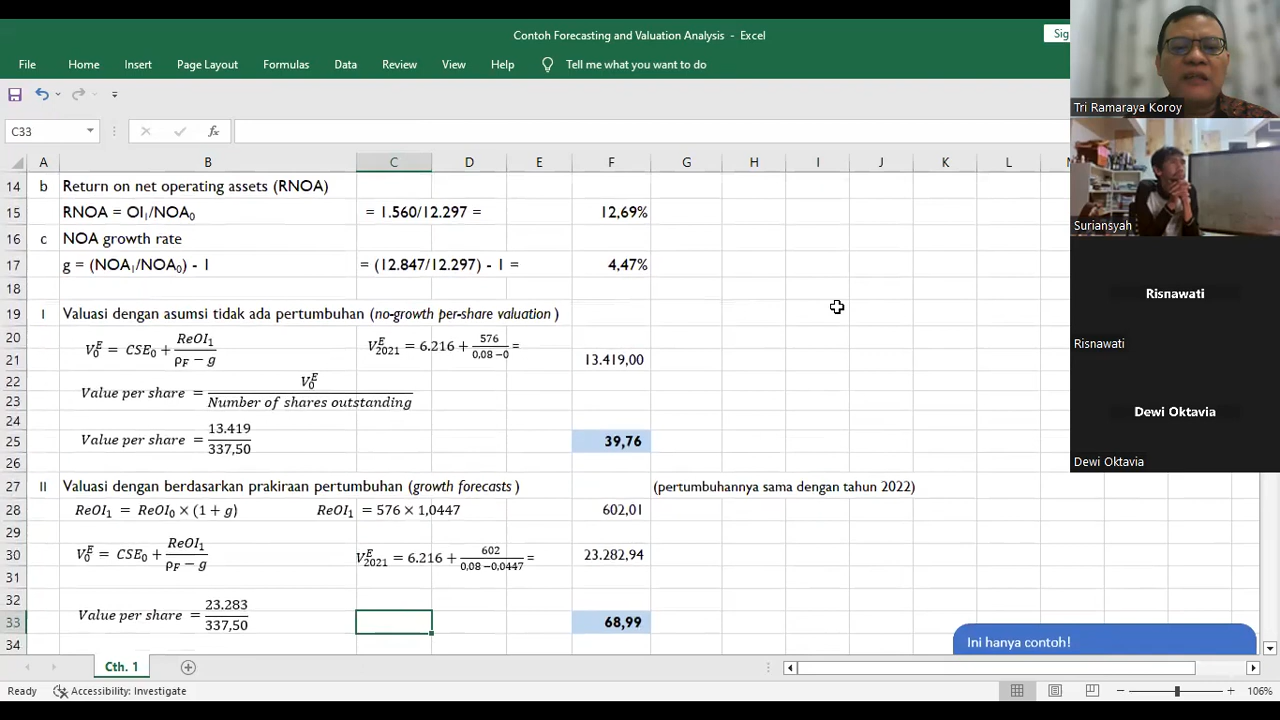 Contoh Forecasting and Valuation Analysis - Excel
Sig
File Home Insert Page Layout Formulas Data Review View Help Tell me what you want to do
C33 fx
A B C D E F G H I J K L M
14 b Return on net operating assets (RNOA)
15 RNOA = OI₁/NOA₀ = 1.560/12.297 = 12,69%
16 c NOA growth rate
17 g = (NOA₁/NOA₀) - 1 = (12.847/12.297) - 1 = 4,47%
18
19 I Valuasi dengan asumsi tidak ada pertumbuhan (no-growth per-share valuation )
20 V₀ᴱ = CSE₀ + ReOI₁/(ρF − g) V₂₀₂₁ᴱ = 6.216 + 576/(0,08 −0) =
21 13.419,00
22 Value per share = V₀ᴱ/Number of shares outstanding
23
24
25 Value per share = 13.419/337,50 39,76
26
27 II Valuasi dengan berdasarkan prakiraan pertumbuhan (growth forecasts ) (pertumbuhannya sama dengan tahun 2022)
28 ReOI₁ = ReOI₀ × (1 + g) ReOI₁ = 576 × 1,0447 602,01
29
30 V₀ᴱ = CSE₀ + ReOI₁/(ρF − g) V₂₀₂₁ᴱ = 6.216 + 602/(0,08 −0,0447) = 23.282,94
31
32
33 Value per share = 23.283/337,50 68,99
34
Ini hanya contoh!
Cth. 1
Ready Accessibility: Investigate 106%
Tri Ramaraya Koroy
Suriansyah
Risnawati
Risnawati
Dewi Oktavia
Dewi Oktavia